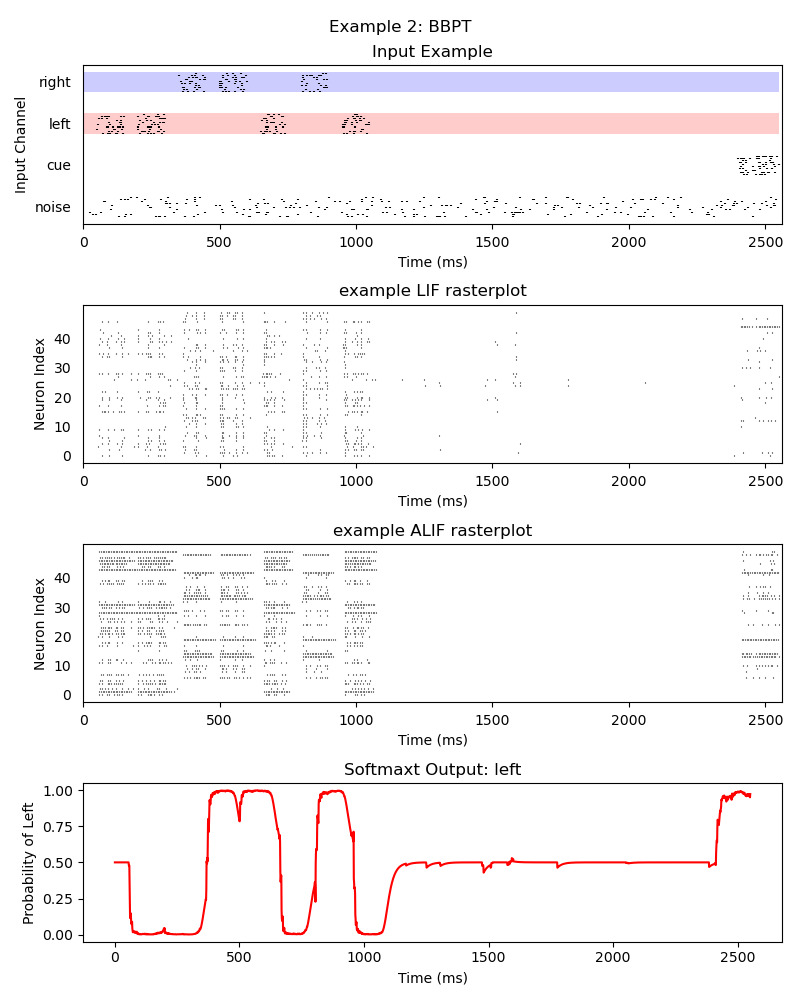 Example 2: BBPT
Input Example
Input Channel
right
left
cue
noise
0 500 1000 1500 2000 2500
Time (ms)
example LIF rasterplot
Neuron Index
40
30
20
10
0
0 500 1000 1500 2000 2500
Time (ms)
example ALIF rasterplot
Neuron Index
40
30
20
10
0
0 500 1000 1500 2000 2500
Time (ms)
Softmaxt Output: left
Probability of Left
1.00
0.75
0.50
0.25
0.00
0 500 1000 1500 2000 2500
Time (ms)